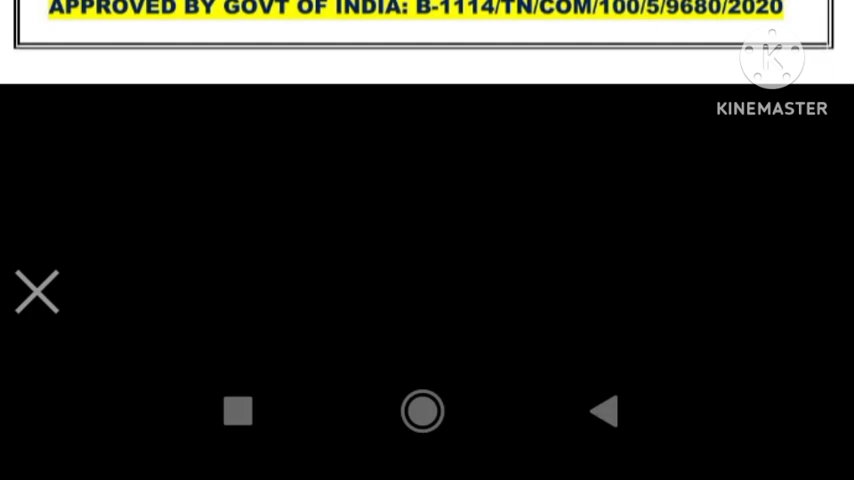 APPROVED BY GOVT OF INDIA: B-1114/TN/COM/100/5/9680/2020
K
KINEMASTER